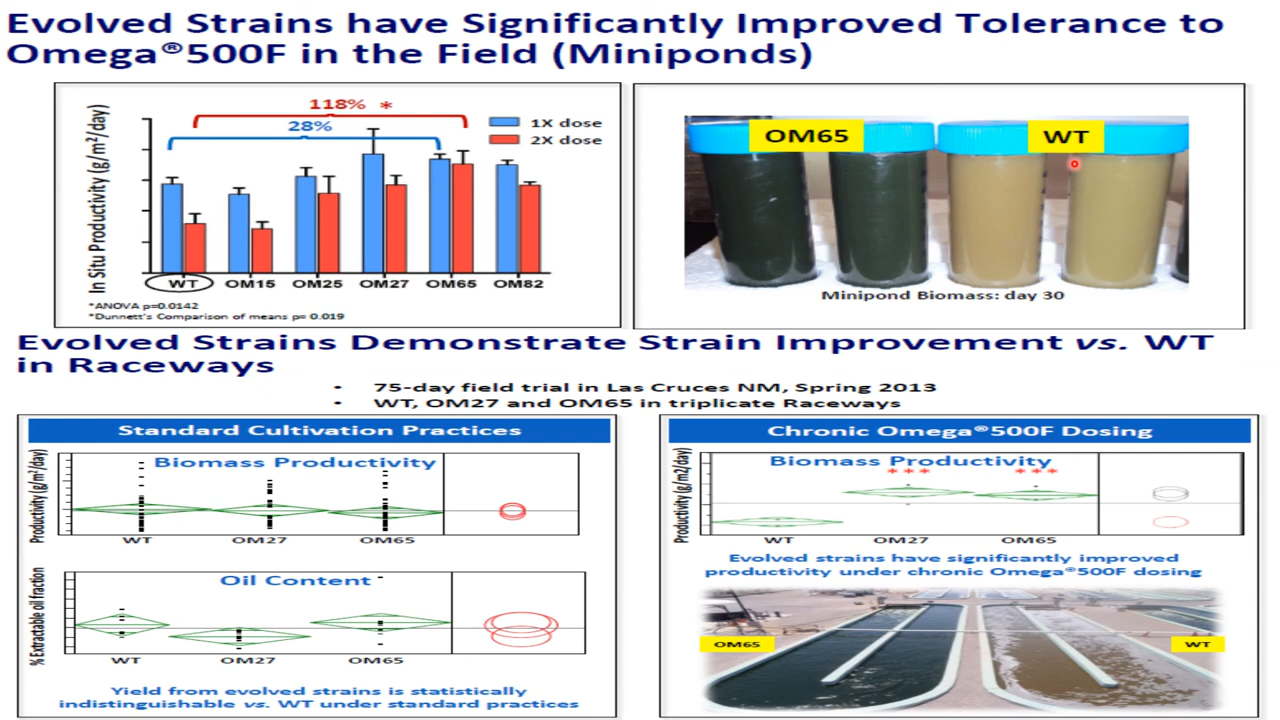 Evolved Strains have Significantly Improved Tolerance to
Omega®500F in the Field (Miniponds)
In Situ Productivity (g/m²/day)
118% *
28%
1X dose
2X dose
WT OM15 OM25 OM27 OM65 OM82
*ANOVA p=0.0142
*Dunnett's Comparison of means p= 0.019
OM65
WT
Minipond Biomass: day 30
Evolved Strains Demonstrate Strain Improvement vs. WT
in Raceways
• 75-day field trial in Las Cruces NM, Spring 2013
• WT, OM27 and OM65 in triplicate Raceways
Standard Cultivation Practices
Productivity (g/m²/day)
Biomass Productivity
WT OM27 OM65
% Extractable oil fraction
Oil Content
WT OM27 OM65
Yield from evolved strains is statistically
indistinguishable vs. WT under standard practices
Chronic Omega®500F Dosing
Productivity (g/m2/day)
Biomass Productivity
*** ***
WT OM27 OM65
Evolved strains have significantly improved
productivity under chronic Omega®500F dosing
OM65
WT